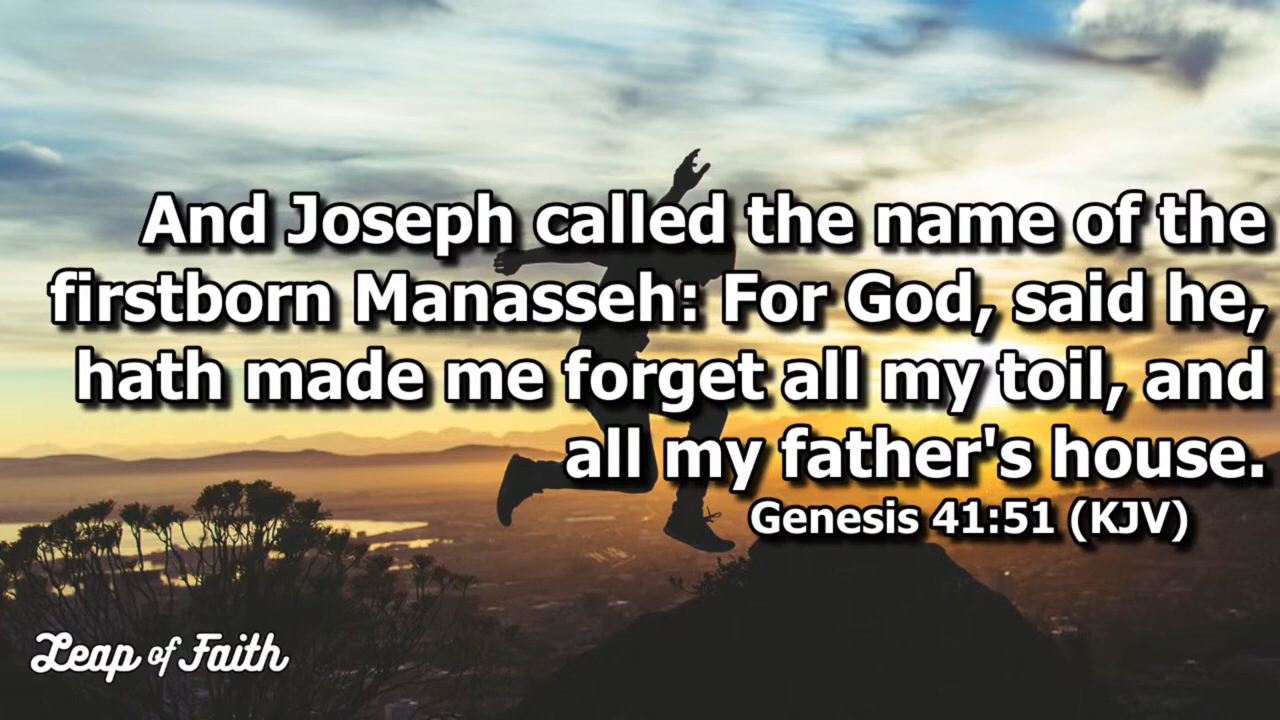 And Joseph called the name of the
firstborn Manasseh: For God, said he,
hath made me forget all my toil, and
all my father's house.
Genesis 41:51 (KJV)
Leap of Faith